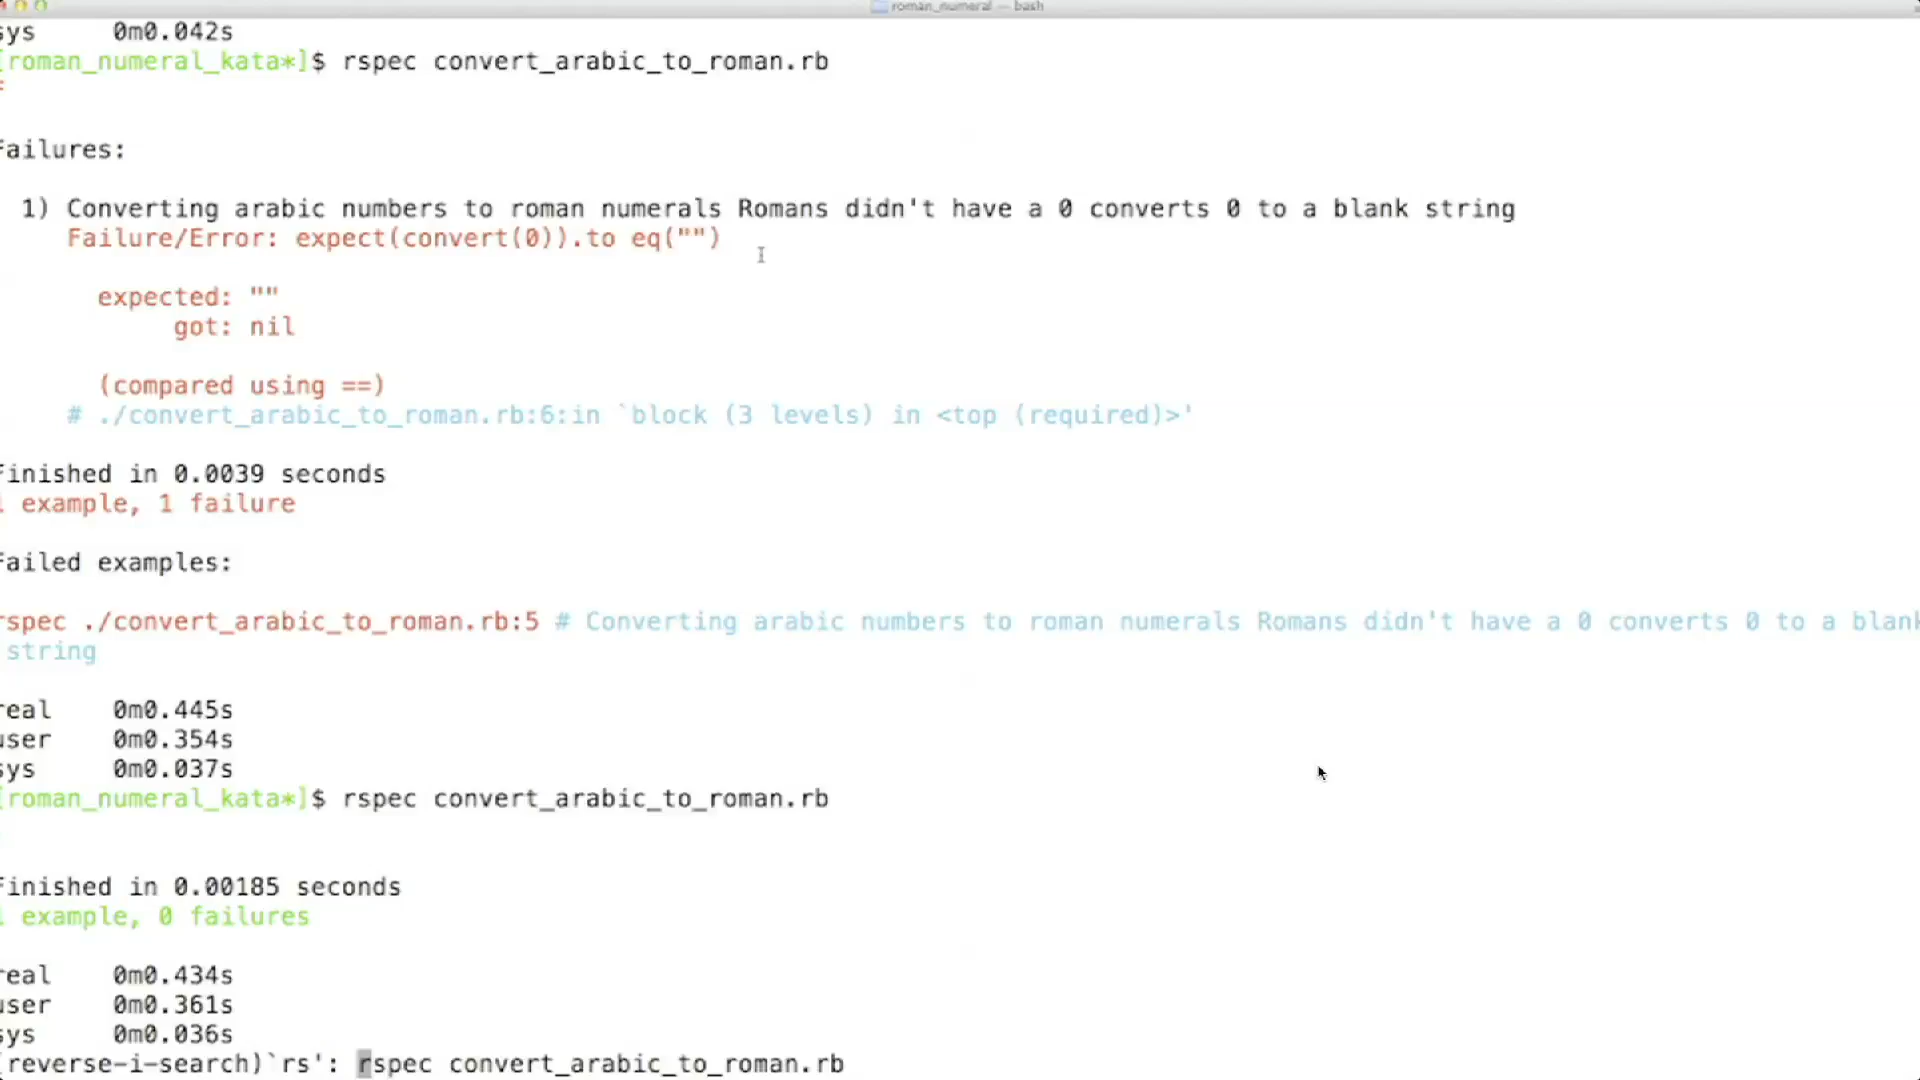 roman_numeral — bash
sys 0m0.042s
[roman_numeral_kata*]$ rspec convert_arabic_to_roman.rb
F
Failures:
1) Converting arabic numbers to roman numerals Romans didn't have a 0 converts 0 to a blank string
Failure/Error: expect(convert(0)).to eq("")
expected: ""
got: nil
(compared using ==)
# ./convert_arabic_to_roman.rb:6:in `block (3 levels) in <top (required)>'
Finished in 0.0039 seconds
1 example, 1 failure
Failed examples:
rspec ./convert_arabic_to_roman.rb:5 # Converting arabic numbers to roman numerals Romans didn't have a 0 converts 0 to a blank
string
real 0m0.445s
user 0m0.354s
sys 0m0.037s
[roman_numeral_kata*]$ rspec convert_arabic_to_roman.rb
Finished in 0.00185 seconds
1 example, 0 failures
real 0m0.434s
user 0m0.361s
sys 0m0.036s
(reverse-i-search)`rs': rspec convert_arabic_to_roman.rb